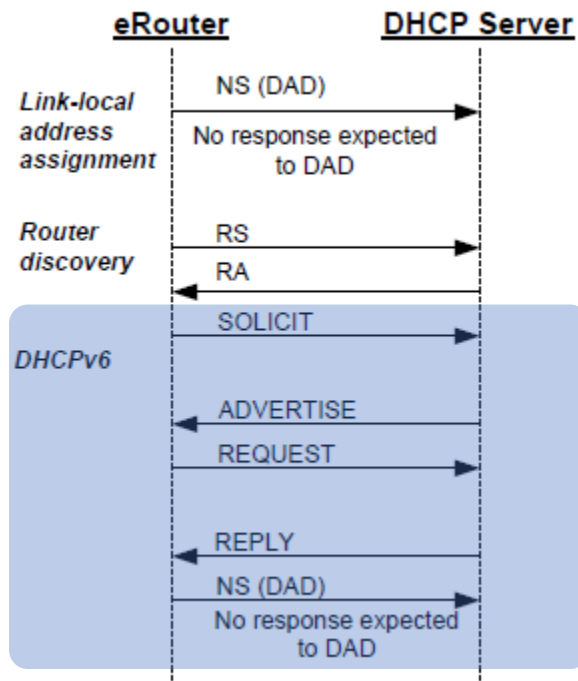 eRouter DHCP Server
NS (DAD)
Link-local
address
assignment
No response expected
to DAD
Router
discovery
RS
RA
SOLICIT
DHCPv6
ADVERTISE
REQUEST
REPLY
NS (DAD)
No response expected
to DAD